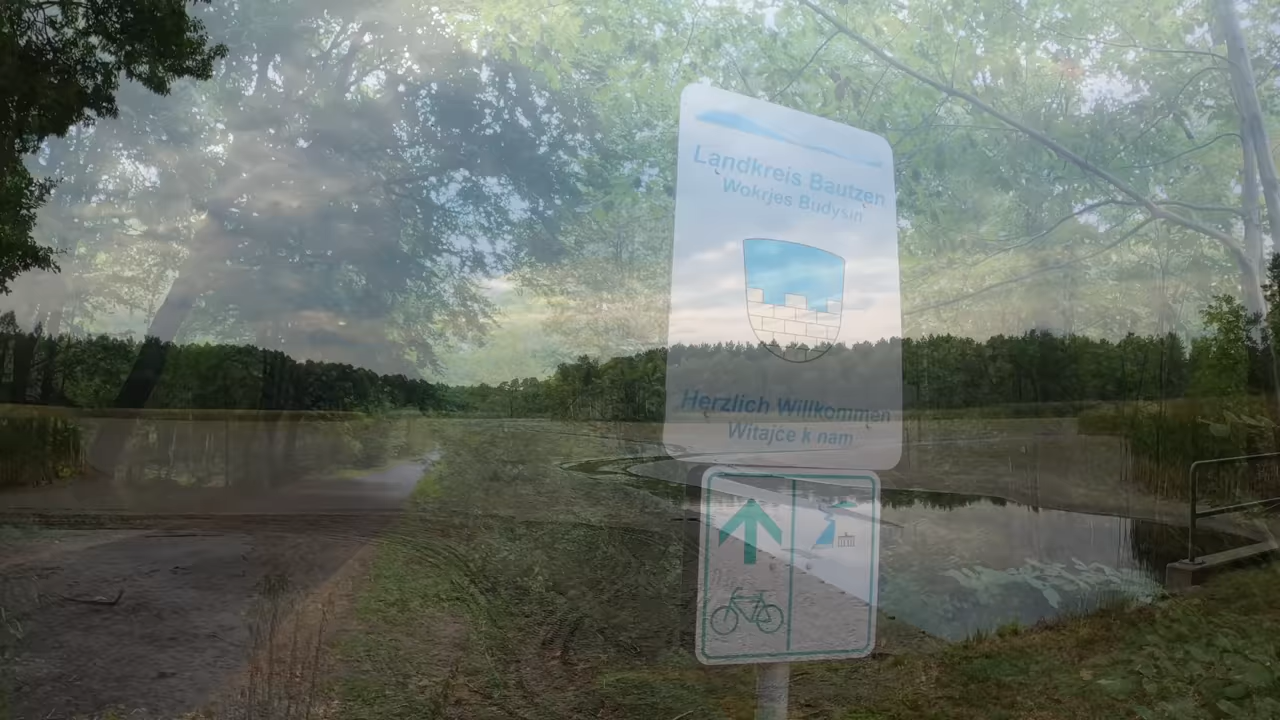 Landkreis Bautzen
Wokrjes Budyšin
Herzlich Willkommen
Witajće k nam